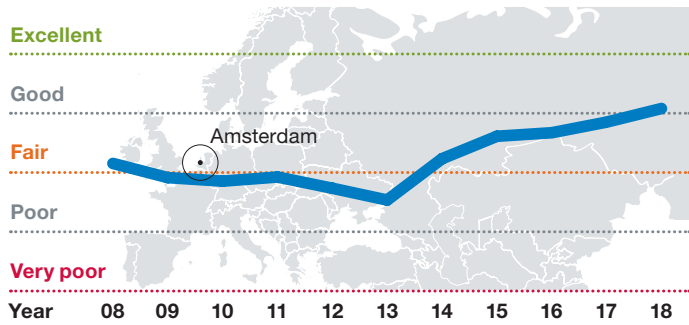 Excellent
Good
Amsterdam
Fair
Poor
Very poor
Year 08 09 10 11 12 13 14 15 16 17 18